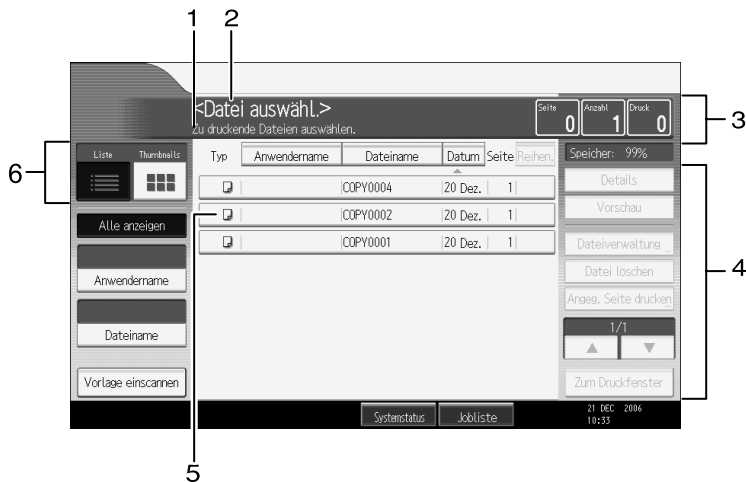 1 2
<Datei auswähl.>
Zu druckende Dateien auswählen.
Seite 0 Anzahl 1 Druck 0
3
6
Liste Thumbnails
Typ Anwendername Dateiname Datum Seite Reihen.
Speicher: 99%
COPY0004 20 Dez. 1
COPY0002 20 Dez. 1
COPY0001 20 Dez. 1
Alle anzeigen
Anwendername
Dateiname
Vorlage einscannen
Details
Vorschau
Dateiverwaltung
Datei löschen
Angeg. Seite drucken
4
1/1
Zum Druckfenster
Systemstatus Jobliste
21 DEC 2006
10:33
5